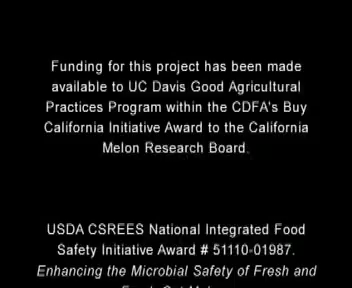 Funding for this project has been made
available to UC Davis Good Agricultural
Practices Program within the CDFA's Buy
California Initiative Award to the California
Melon Research Board.
USDA CSREES National Integrated Food
Safety Initiative Award # 51110-01987.
Enhancing the Microbial Safety of Fresh and